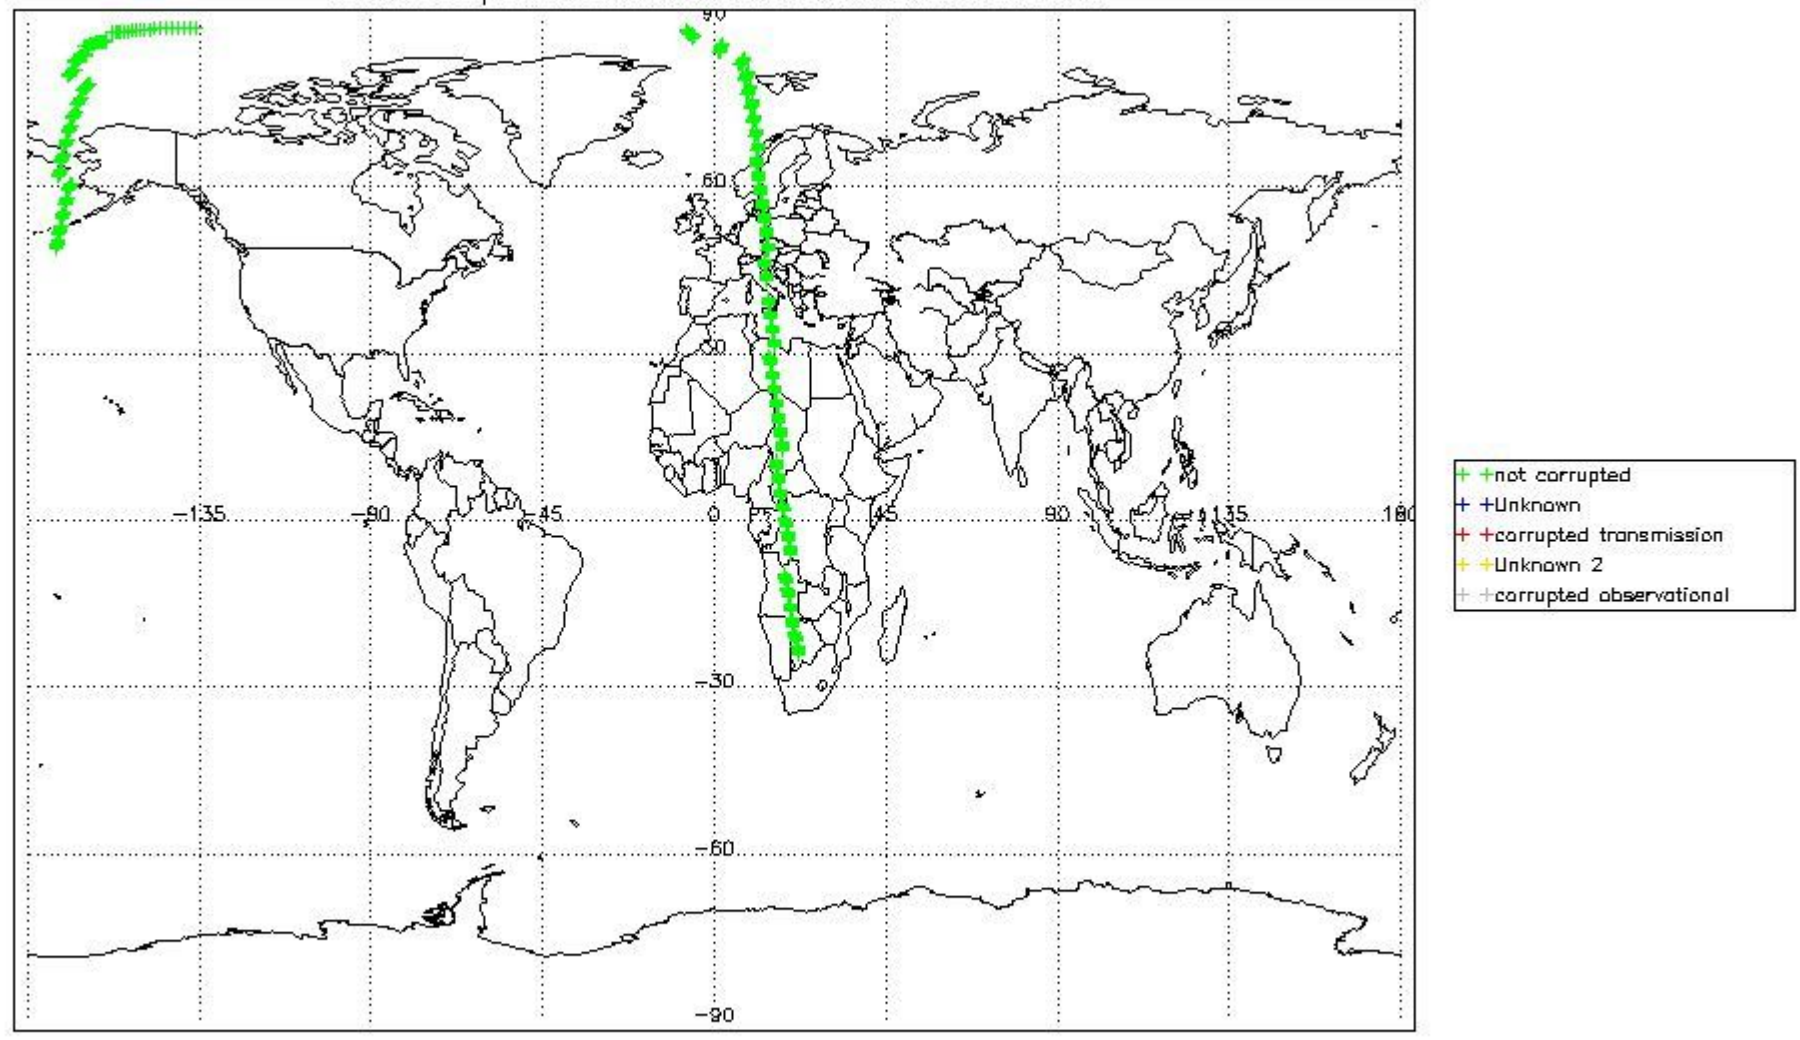 90
60
30
-135
-90
-45
0
45
90
135
180
-30
-60
-90
not corrupted
Unknown
corrupted transmission
Unknown 2
corrupted observational